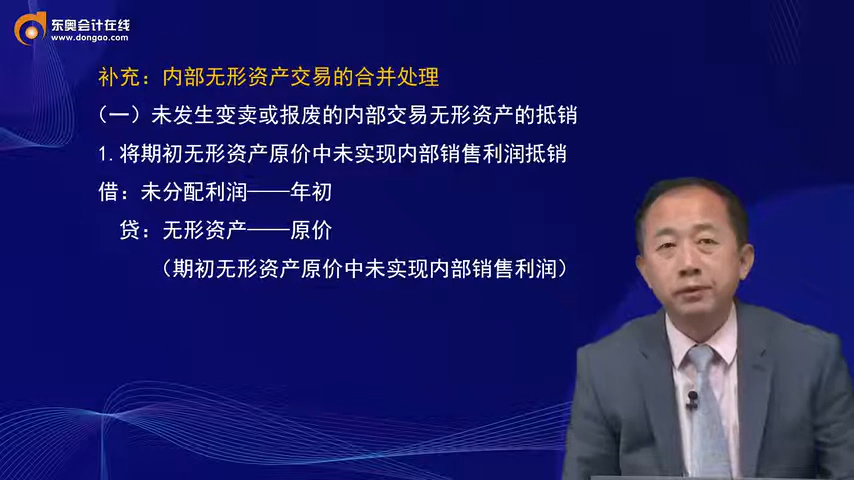 东奥会计在线
www.dongao.com
补充：内部无形资产交易的合并处理
（一）未发生变卖或报废的内部交易无形资产的抵销
1.将期初无形资产原价中未实现内部销售利润抵销
借：未分配利润——年初
贷：无形资产——原价
（期初无形资产原价中未实现内部销售利润）